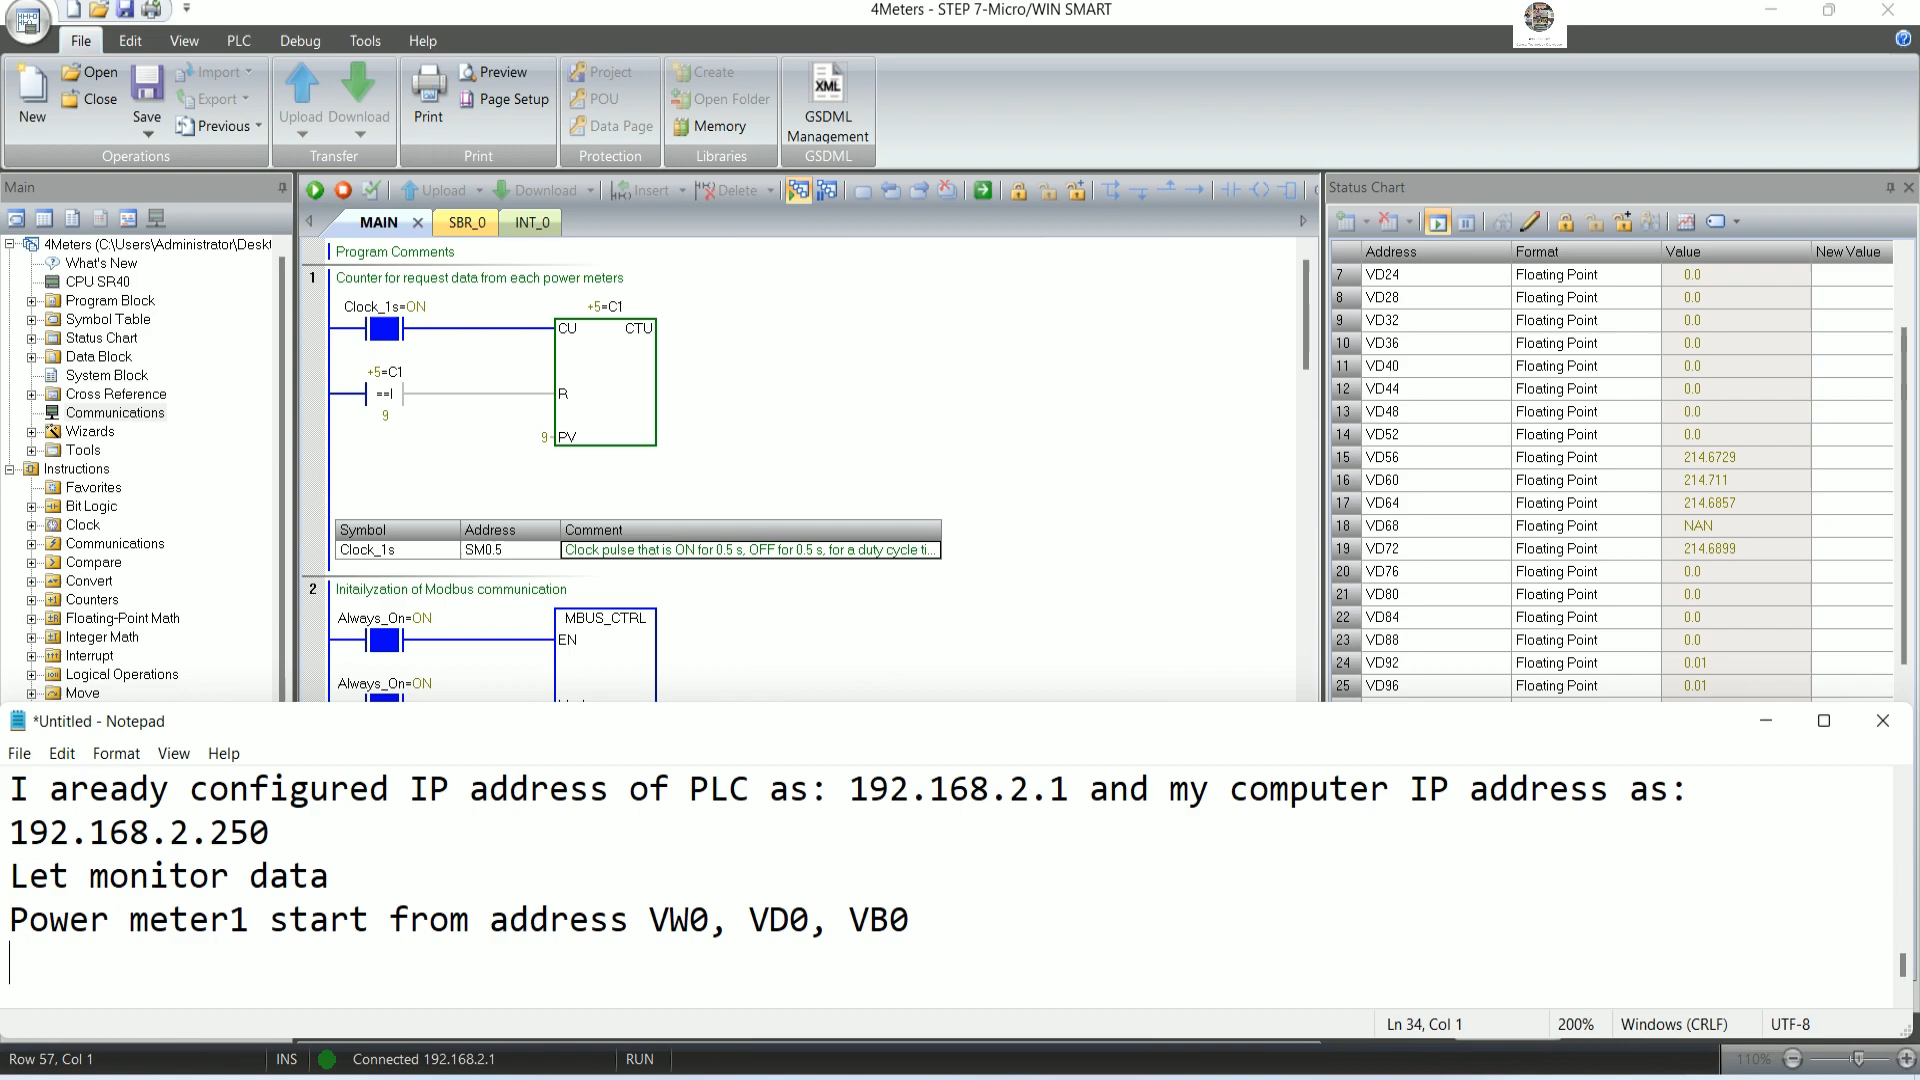 4Meters - STEP 7-Micro/WIN SMART
File Edit View PLC Debug Tools Help
New
Open
Close
Save
Import
Export
Previous
Operations
Upload
Download
Transfer
Print
Preview
Page Setup
Print
Project
POU
Data Page
Protection
Create
Open Folder
Memory
Libraries
XML
GSDML
Management
GSDML
Main
4Meters (C:\Users\Administrator\Deskt
What's New
CPU SR40
Program Block
Symbol Table
Status Chart
Data Block
System Block
Cross Reference
Communications
Wizards
Tools
Instructions
Favorites
Bit Logic
Clock
Communications
Compare
Convert
Counters
Floating-Point Math
Integer Math
Interrupt
Logical Operations
Move
Upload Download Insert Delete
MAIN SBR_0 INT_0
Program Comments
1 Counter for request data from each power meters
Clock_1s=ON
+5=C1
CU CTU
+5=C1
==I
9
R
9 PV
Symbol Address Comment
Clock_1s SM0.5 Clock pulse that is ON for 0.5 s, OFF for 0.5 s, for a duty cycle ti...
2 Initailyzation of Modbus communication
Always_On=ON
MBUS_CTRL
EN
Always_On=ON
Status Chart
Address Format Value New Value
7 VD24 Floating Point 0.0
8 VD28 Floating Point 0.0
9 VD32 Floating Point 0.0
10 VD36 Floating Point 0.0
11 VD40 Floating Point 0.0
12 VD44 Floating Point 0.0
13 VD48 Floating Point 0.0
14 VD52 Floating Point 0.0
15 VD56 Floating Point 214.6729
16 VD60 Floating Point 214.711
17 VD64 Floating Point 214.6857
18 VD68 Floating Point NAN
19 VD72 Floating Point 214.6899
20 VD76 Floating Point 0.0
21 VD80 Floating Point 0.0
22 VD84 Floating Point 0.0
23 VD88 Floating Point 0.0
24 VD92 Floating Point 0.01
25 VD96 Floating Point 0.01
*Untitled - Notepad
File Edit Format View Help
I aready configured IP address of PLC as: 192.168.2.1 and my computer IP address as:
192.168.2.250
Let monitor data
Power meter1 start from address VW0, VD0, VB0
Ln 34, Col 1 200% Windows (CRLF) UTF-8
Row 57, Col 1 INS Connected 192.168.2.1 RUN 110%